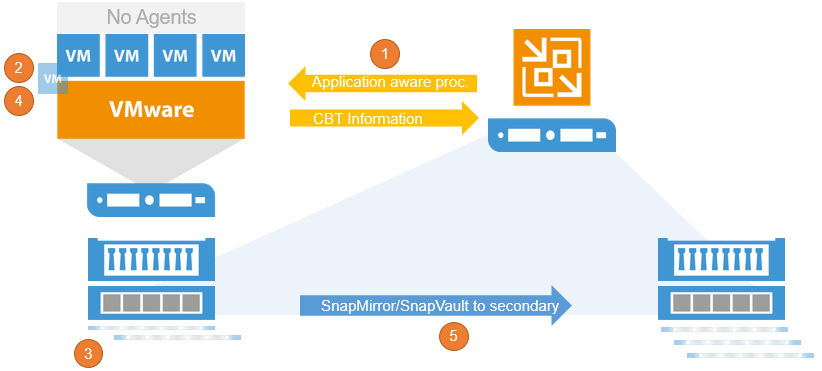 No Agents
VM VM VM VM
VM
2
4
VMware
1
Application aware proc.
CBT Information
SnapMirror/SnapVault to secondary
3
5